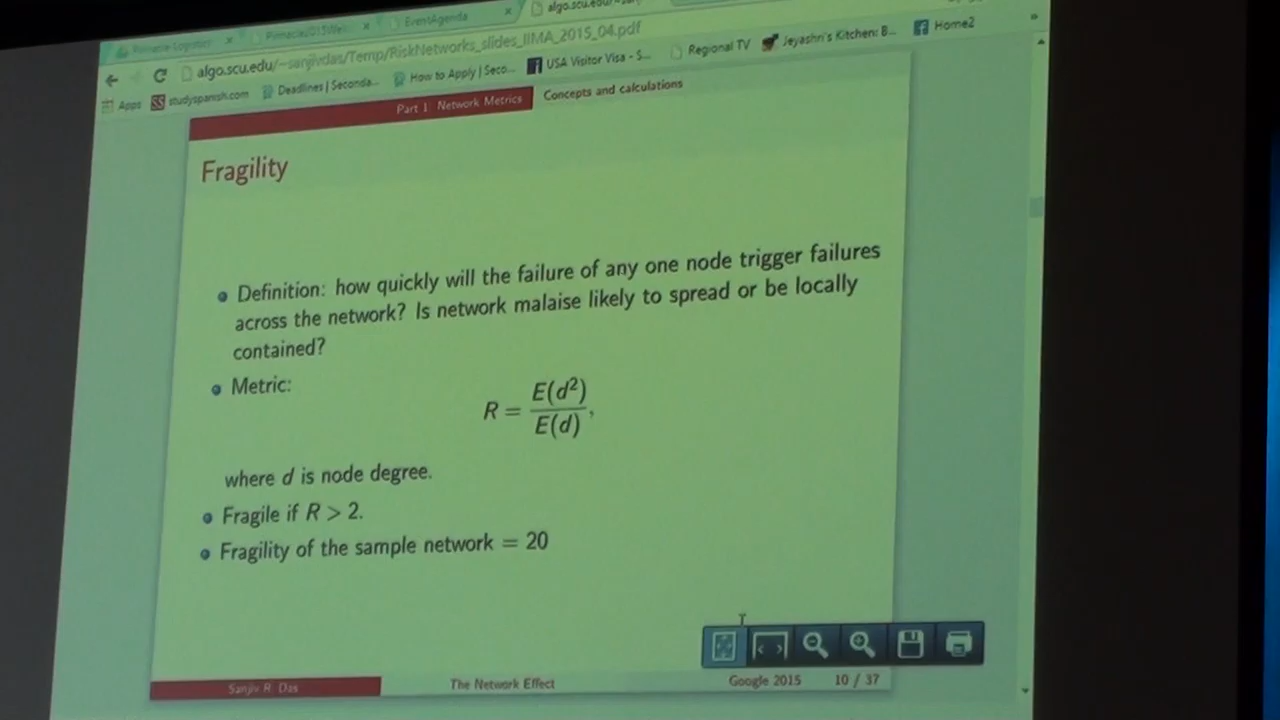 EventAgenda
algo.scu.edu/~sanjivdas/Temp/RiskNetworks_slides_IIMA_2015_04.pdf
Apps studyspanish.com Deadlines | Seconda... How to Apply | Seco... USA Visitor Visa - S... Regional TV Jeyashri's Kitchen: B... Home2
Part 1 Network Metrics Concepts and calculations
Fragility
Definition: how quickly will the failure of any one node trigger failures
across the network? Is network malaise likely to spread or be locally
contained?
Metric:
R = E(d²) / E(d),
where d is node degree.
Fragile if R > 2.
Fragility of the sample network = 20
Sanjiv R. Das The Network Effect Google 2015 10 / 37